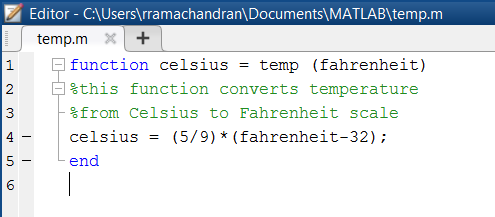 Editor - C:\Users\rramachandran\Documents\MATLAB\temp.m
temp.m
1 function celsius = temp (fahrenheit)
2 %this function converts temperature
3 %from Celsius to Fahrenheit scale
4 celsius = (5/9)*(fahrenheit-32);
5 end
6